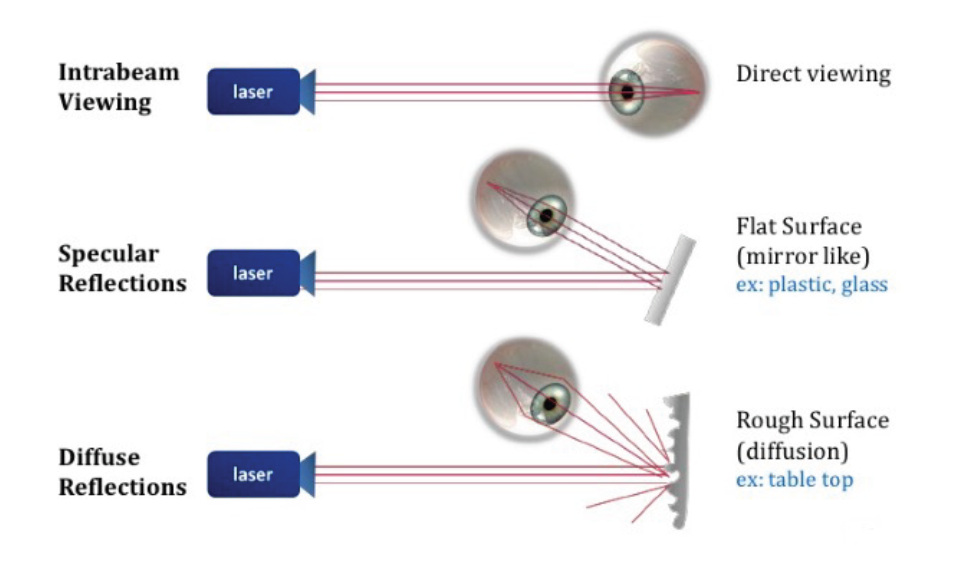 Intrabeam
Viewing
laser
Direct viewing
Specular
Reflections
laser
Flat Surface
(mirror like)
ex: plastic, glass
Diffuse
Reflections
laser
Rough Surface
(diffusion)
ex: table top